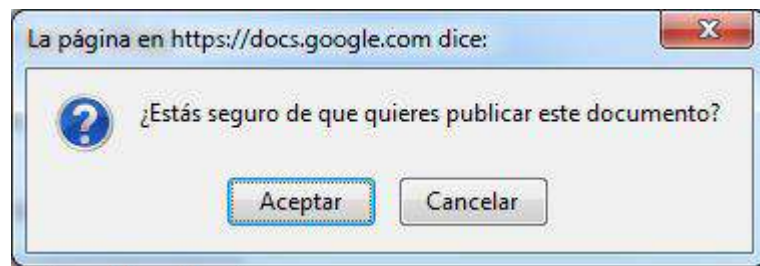 La página en https://docs.google.com dice:
¿Estás seguro de que quieres publicar este documento?
Aceptar
Cancelar